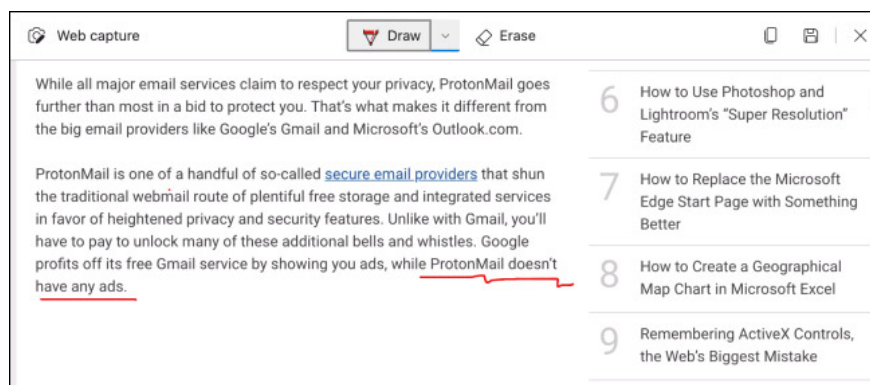 Web capture
Draw
Erase
While all major email services claim to respect your privacy, ProtonMail goes
further than most in a bid to protect you. That's what makes it different from
the big email providers like Google's Gmail and Microsoft's Outlook.com.
ProtonMail is one of a handful of so-called secure email providers that shun
the traditional webmail route of plentiful free storage and integrated services
in favor of heightened privacy and security features. Unlike with Gmail, you'll
have to pay to unlock many of these additional bells and whistles. Google
profits off its free Gmail service by showing you ads, while ProtonMail doesn't
have any ads.
6
How to Use Photoshop and
Lightroom's “Super Resolution”
Feature
7
How to Replace the Microsoft
Edge Start Page with Something
Better
8
How to Create a Geographical
Map Chart in Microsoft Excel
9
Remembering ActiveX Controls,
the Web's Biggest Mistake